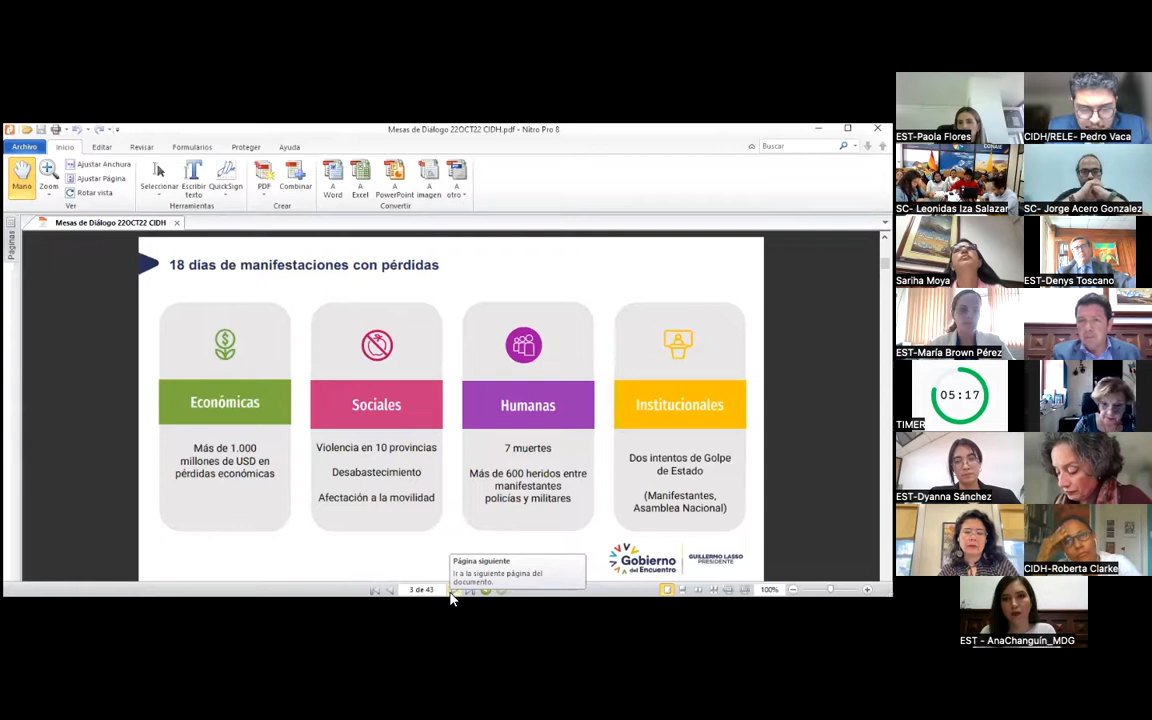 Mesas de Diálogo 22OCT22 CIDH.pdf - Nitro Pro 8
Archivo Inicio Editar Revisar Formularios Proteger Ayuda
Buscar
Mano
Zoom
Ajustar Anchura
Ajustar Página
Rotar vista
Ver
Seleccionar
Escribir texto
QuickSign
Herramientas
PDF
Combinar
Crear
A Word
A Excel
A PowerPoint
A imagen
A otro
Convertir
Mesas de Diálogo 22OCT22 CIDH
Páginas
18 días de manifestaciones con pérdidas
Económicas
Más de 1.000
millones de USD en
pérdidas económicas
Sociales
Violencia en 10 provincias
Desabastecimiento
Afectación a la movilidad
Humanas
7 muertes
Más de 600 heridos entre
manifestantes
policías y militares
Institucionales
Dos intentos de Golpe
de Estado
(Manifestantes,
Asamblea Nacional)
Gobierno
del Encuentro
GUILLERMO LASSO
PRESIDENTE
Página siguiente
Ir a la siguiente página del
documento.
3 de 43
100%
EST-Paola Flores
CIDH/RELE- Pedro Vaca
CONAIE
SC- Leonidas Iza Salazar
SC- Jorge Acero Gonzalez
Sariha Moya
EST-Denys Toscano
EST-María Brown Pérez
05:17
TIMER
EST-Dyanna Sánchez
CIDH-Roberta Clarke
EST - AnaChanguín_MDG